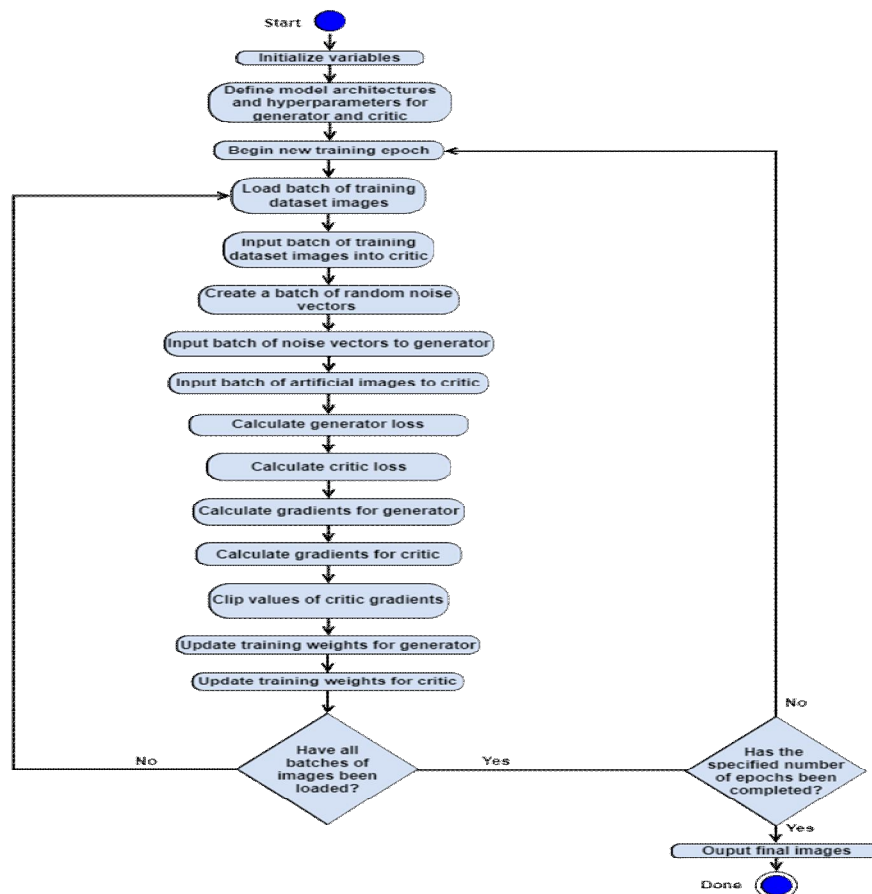 Start
Initialize variables
Define model architectures
and hyperparameters for
generator and critic
Begin new training epoch
Load batch of training
dataset images
Input batch of training
dataset images into critic
Create a batch of random noise
vectors
Input batch of noise vectors to generator
Input batch of artificial images to critic
Calculate generator loss
Calculate critic loss
Calculate gradients for generator
Calculate gradients for critic
Clip values of critic gradients
Update training weights for generator
Update training weights for critic
Have all
batches of
images been
loaded?
No
Yes
Has the
specified number
of epochs been
completed?
No
Yes
Ouput final images
Done